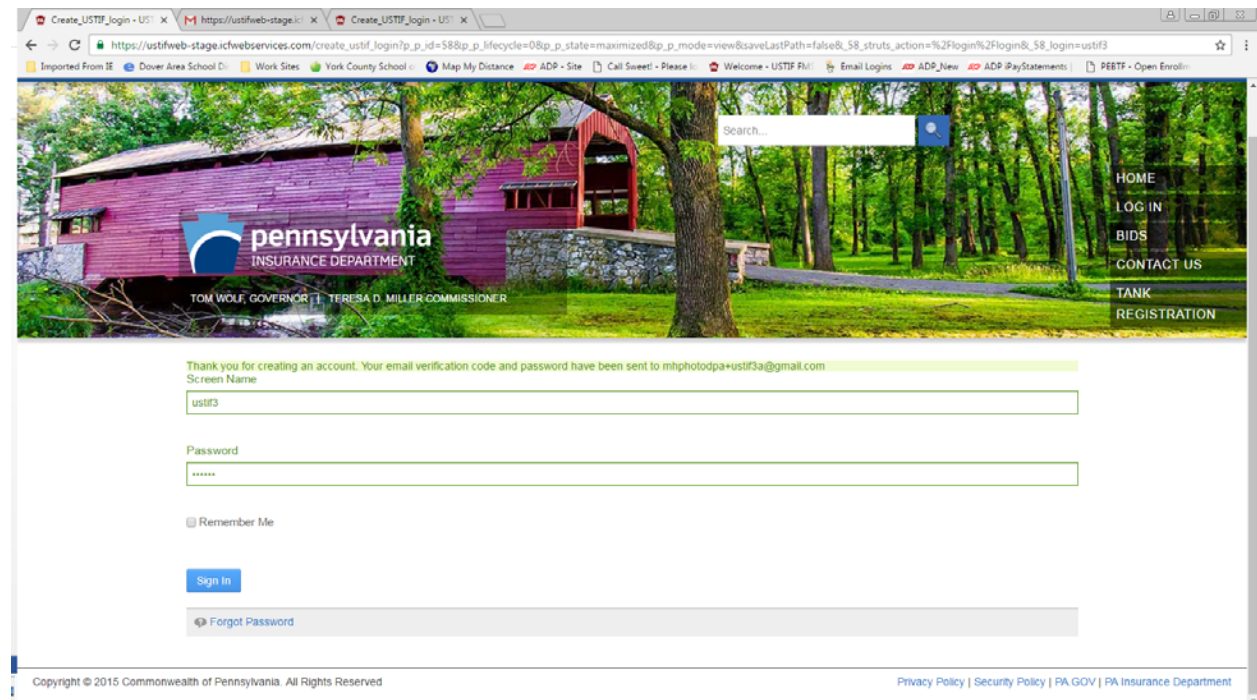 Create_USTIF_login - US
https://ustifweb-stage.ic
Create_USTIF_login - US
https://ustifweb-stage.icfwebservices.com/create_ustif_login?p_p_id=58&p_p_lifecycle=0&p_p_state=maximized&p_p_mode=view&saveLastPath=false&_58_struts_action=%2Flogin%2Flogin&_58_login=ustif3
Imported From IE Dover Area School Di Work Sites York County School Map My Distance ADP - Site Call Sweet! - Please lo Welcome - USTIF Email Logins ADP_New ADP iPayStatements PEBTF - Open Enrollm
Search...
HOME
LOG IN
BIDS
CONTACT US
TANK
REGISTRATION
pennsylvania
INSURANCE DEPARTMENT
TOM WOLF, GOVERNOR | TERESA D. MILLER COMMISSIONER
Thank you for creating an account. Your email verification code and password have been sent to mhphotodpa+ustif3a@gmail.com
Screen Name
ustif3
Password
Remember Me
Sign In
Forgot Password
Copyright © 2015 Commonwealth of Pennsylvania. All Rights Reserved
Privacy Policy | Security Policy | PA GOV | PA Insurance Department